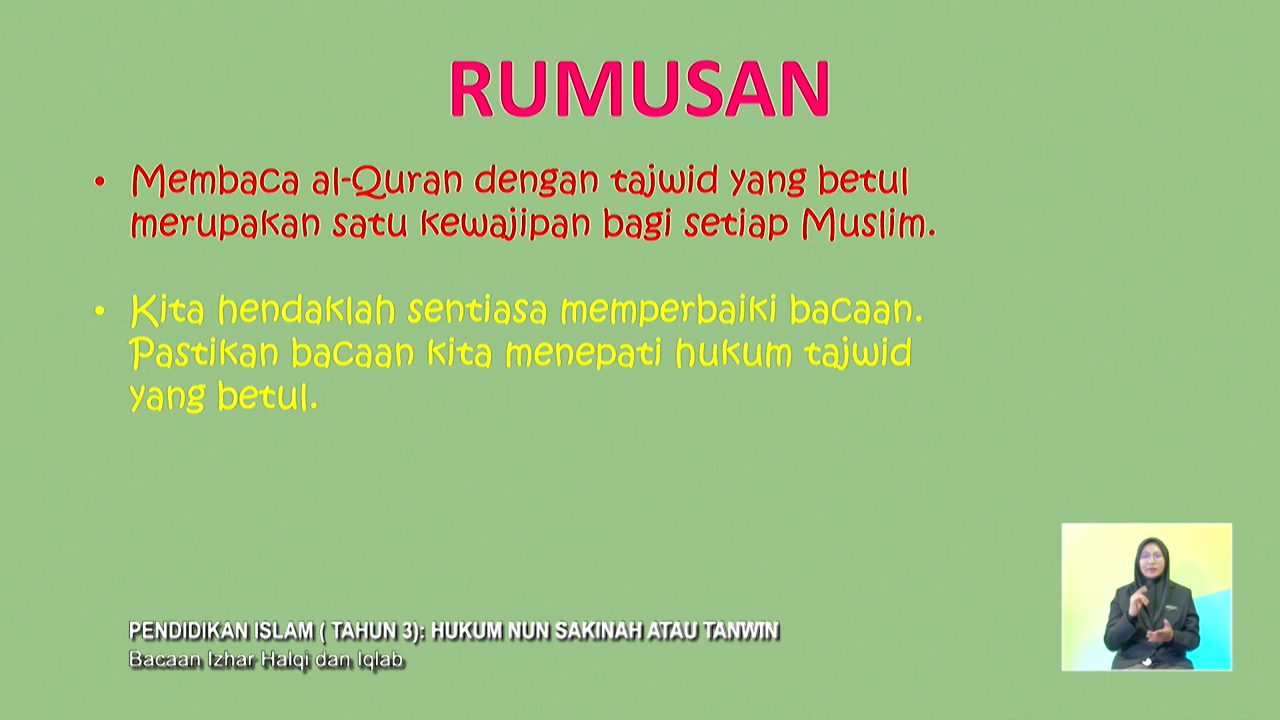 RUMUSAN
• Membaca al-Quran dengan tajwid yang betul
merupakan satu kewajipan bagi setiap Muslim.
• Kita hendaklah sentiasa memperbaiki bacaan.
Pastikan bacaan kita menepati hukum tajwid
yang betul.
PENDIDIKAN ISLAM ( TAHUN 3): HUKUM NUN SAKINAH ATAU TANWIN
Bacaan Izhar Halqi dan Iqlab